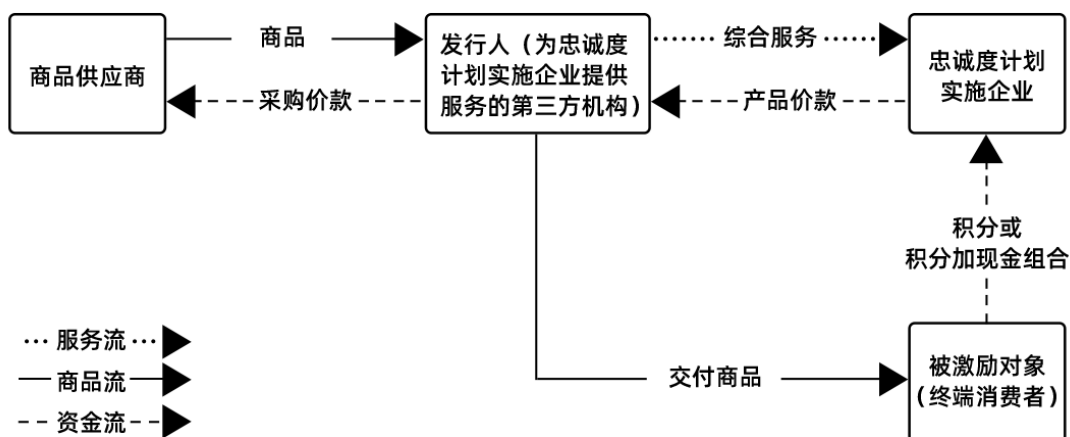 商品供应商
商品
采购价款
发行人（为忠诚度
计划实施企业提供
服务的第三方机构）
综合服务
产品价款
忠诚度计划
实施企业
积分或
积分加现金组合
被激励对象
（终端消费者）
交付商品
服务流
商品流
资金流